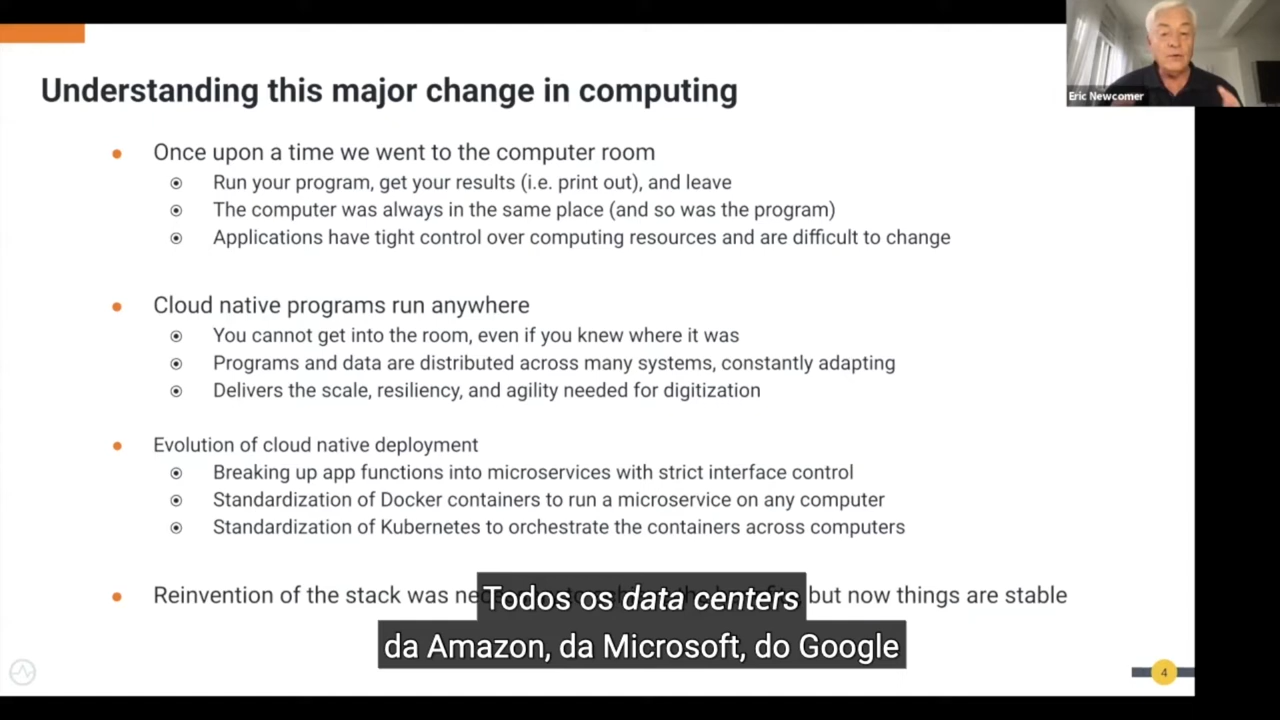 Understanding this major change in computing
Eric Newcomer
Once upon a time we went to the computer room
Run your program, get your results (i.e. print out), and leave
The computer was always in the same place (and so was the program)
Applications have tight control over computing resources and are difficult to change
Cloud native programs run anywhere
You cannot get into the room, even if you knew where it was
Programs and data are distributed across many systems, constantly adapting
Delivers the scale, resiliency, and agility needed for digitization
Evolution of cloud native deployment
Breaking up app functions into microservices with strict interface control
Standardization of Docker containers to run a microservice on any computer
Standardization of Kubernetes to orchestrate the containers across computers
Reinvention of the stack was but now things are stable
Todos os data centers
da Amazon, da Microsoft, do Google
4